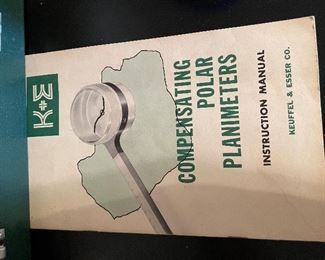 K+E
COMPENSATING
POLAR
PLANIMETERS
INSTRUCTION MANUAL
KEUFFEL & ESSER CO.